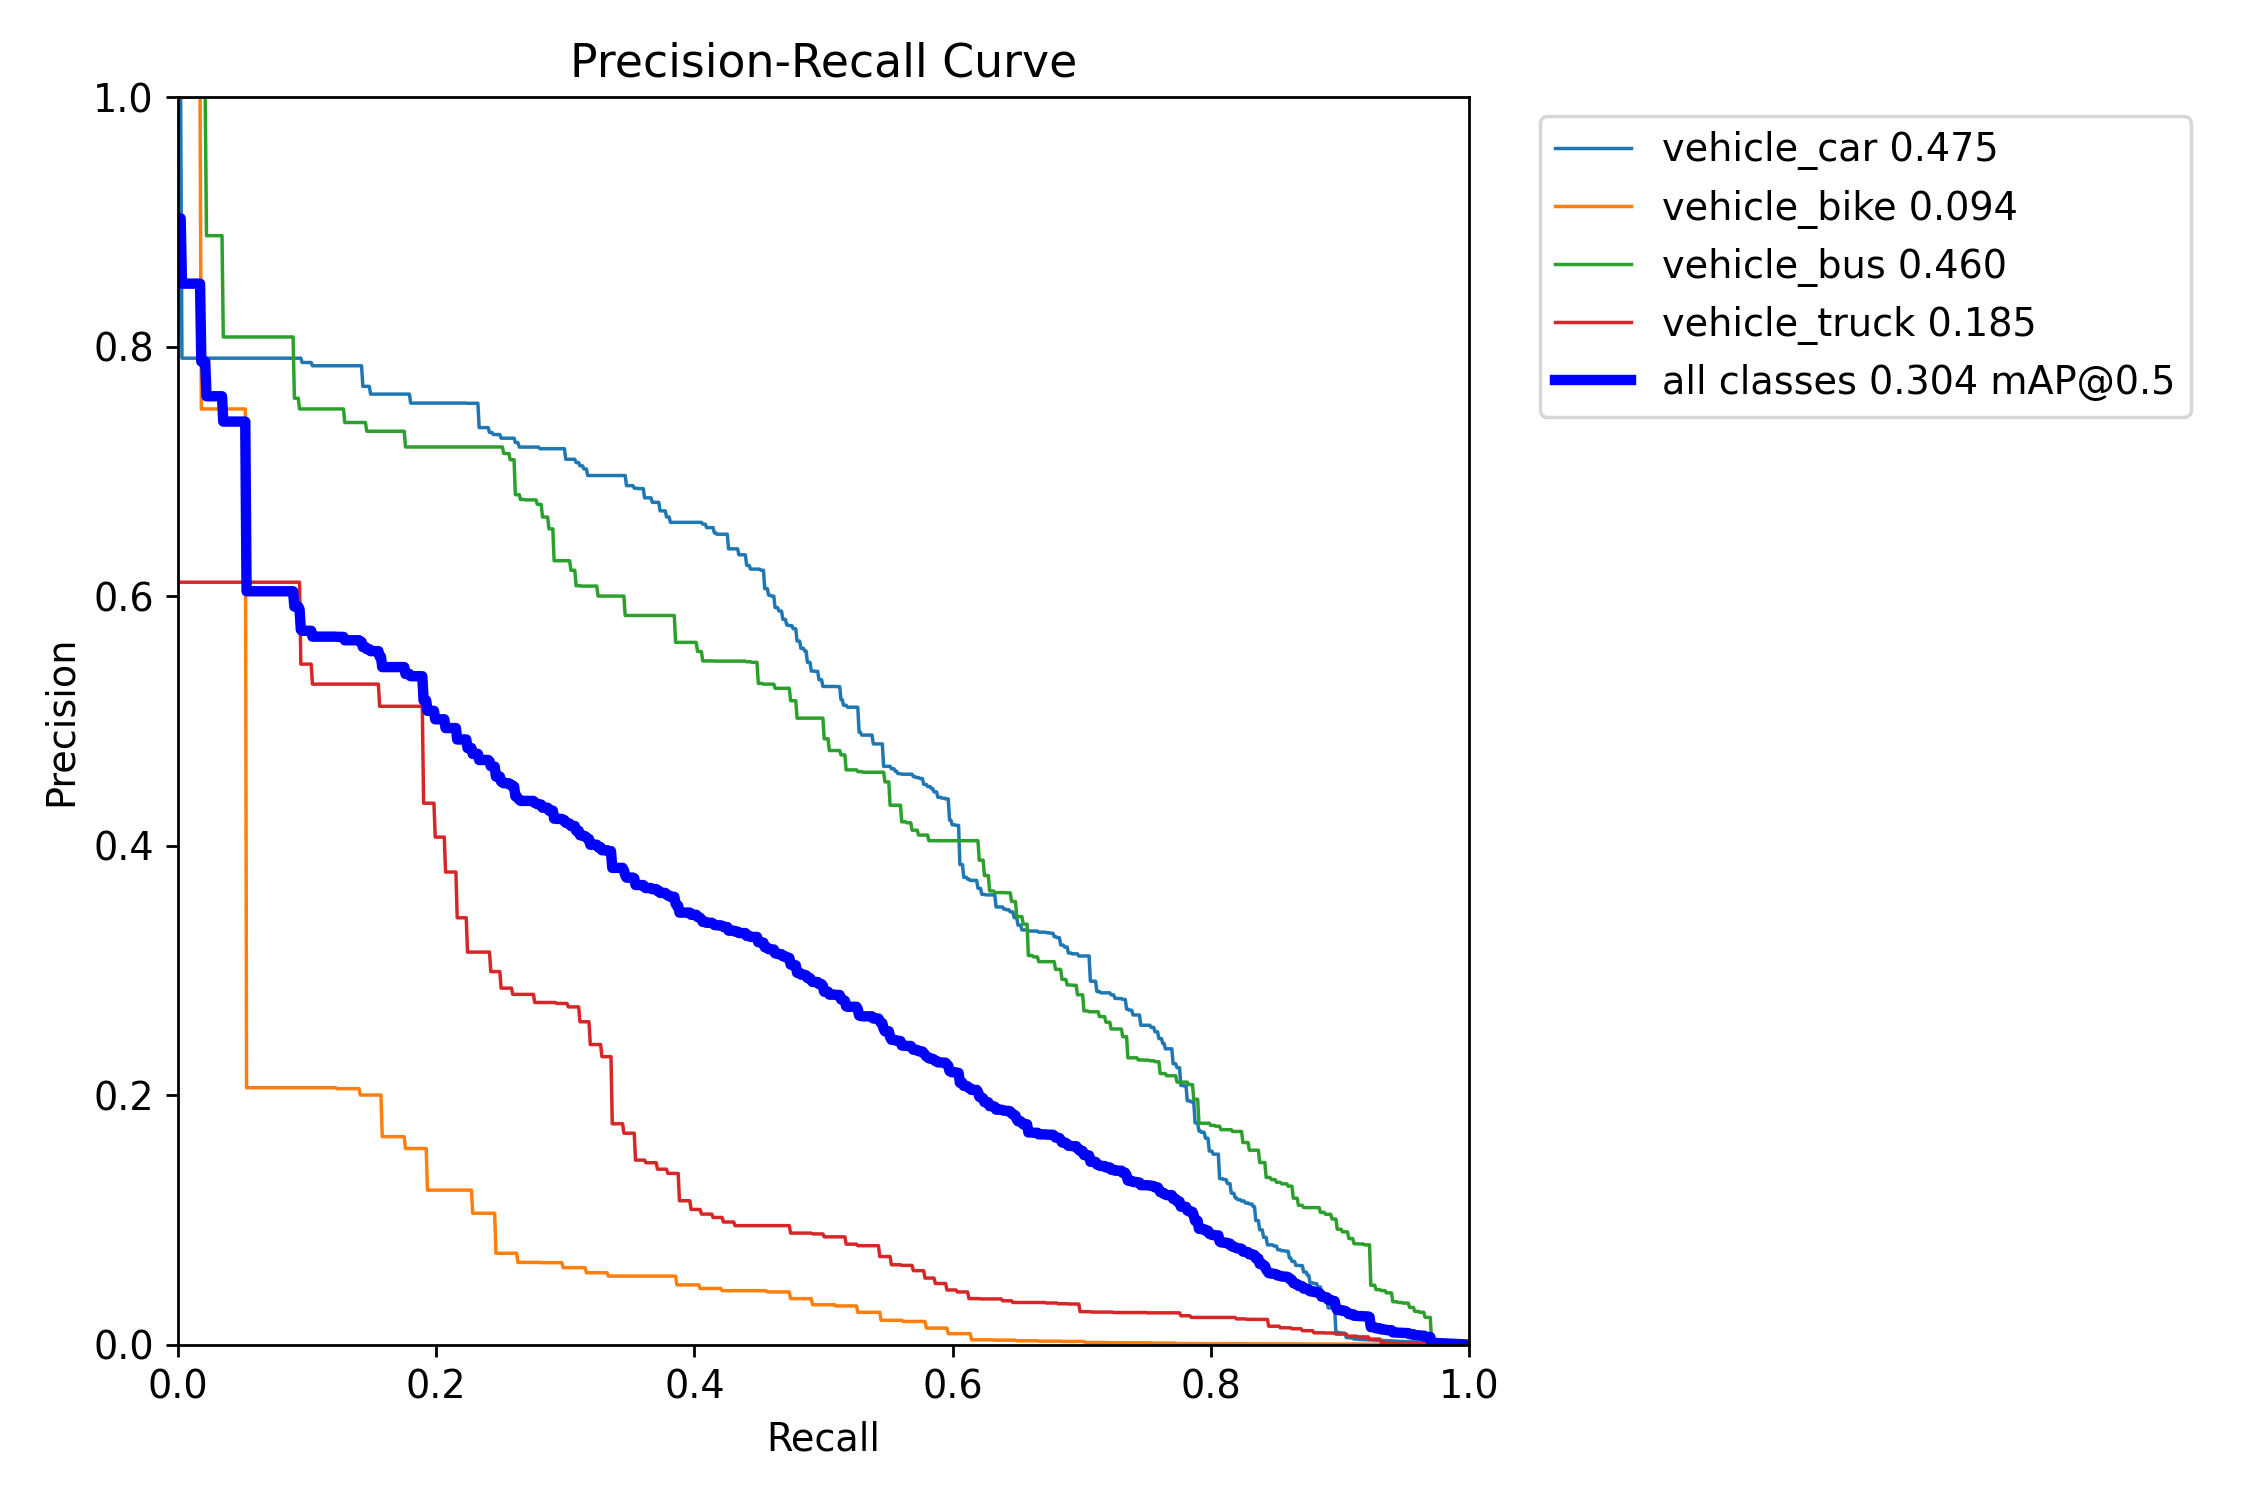 Precision-Recall Curve
1.0
0.8
0.6
0.4
0.2
0.0
Precision
0.0 0.2 0.4 0.6 0.8 1.0
Recall
vehicle_car 0.475
vehicle_bike 0.094
vehicle_bus 0.460
vehicle_truck 0.185
all classes 0.304 mAP@0.5